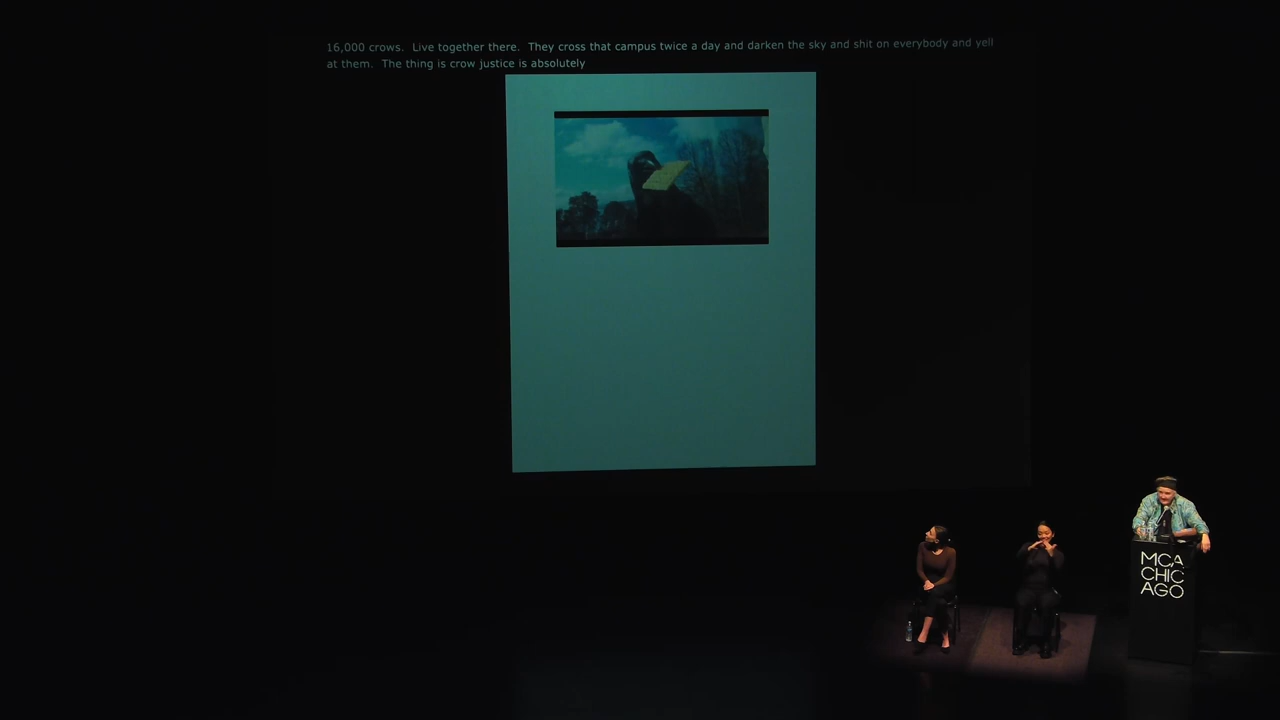 16,000 crows.  Live together there.  They cross that campus twice a day and darken the sky and shit on everybody and yell
at them.  The thing is crow justice is absolutely
MCA
CHIC
AGO